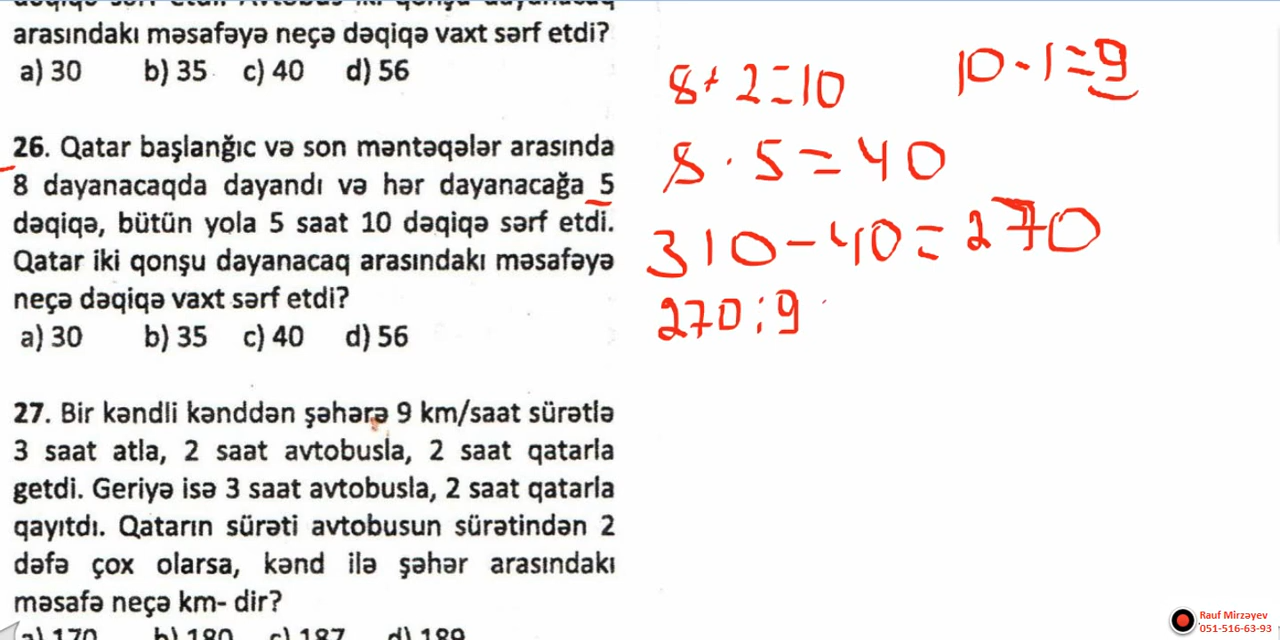 arasındakı məsafəyə neçə dəqiqə vaxt sərf etdi?
a) 30 b) 35 c) 40 d) 56
26. Qatar başlanğıc və son məntəqələr arasında
8 dayanacaqda dayandı və hər dayanacağa 5
dəqiqə, bütün yola 5 saat 10 dəqiqə sərf etdi.
Qatar iki qonşu dayanacaq arasındakı məsafəyə
neçə dəqiqə vaxt sərf etdi?
a) 30 b) 35 c) 40 d) 56
27. Bir kəndli kənddən şəhərə 9 km/saat sürətlə
3 saat atla, 2 saat avtobusla, 2 saat qatarla
getdi. Geriyə isə 3 saat avtobusla, 2 saat qatarla
qayıtdı. Qatarın sürəti avtobusun sürətindən 2
dəfə çox olarsa, kənd ilə şəhər arasındakı
məsafə neçə km- dir?
a) 170 b) 180 c) 187 d) 189
8+2=10
10-1=9
8·5=40
310-40=270
270:9
Rauf Mirzəyev
051-516-63-93